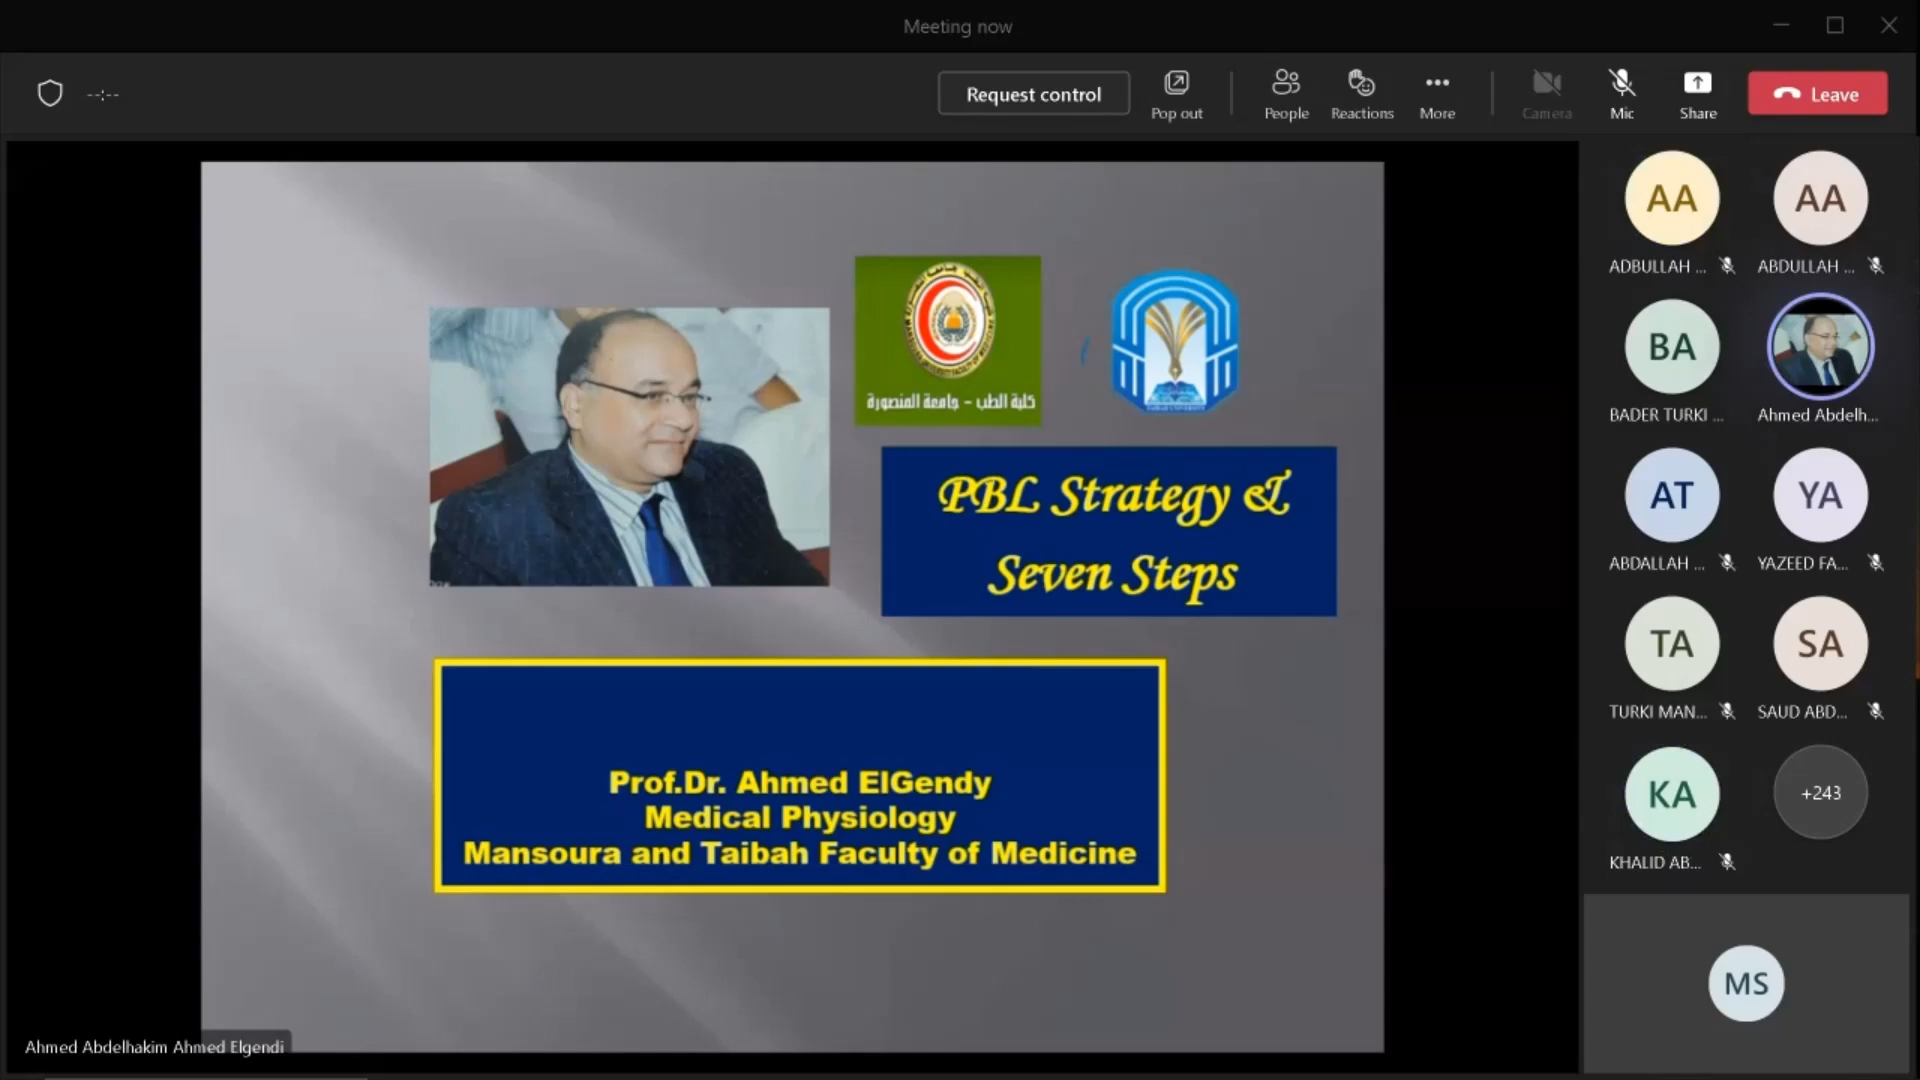 Meeting now
--:--
Request control
Pop out
People
Reactions
More
Camera
Mic
Share
Leave
كلية الطب - جامعة المنصورة
TAIBAH UNIVERSITY
PBL Strategy &
Seven Steps
Prof.Dr. Ahmed ElGendy
Medical Physiology
Mansoura and Taibah Faculty of Medicine
Ahmed Abdelhakim Ahmed Elgendi
AA
AA
ADBULLAH ...
ABDULLAH ...
BA
BADER TURKI ...
Ahmed Abdelh...
AT
YA
ABDALLAH ...
YAZEED FA...
TA
SA
TURKI MAN...
SAUD ABD...
KA
+243
KHALID AB...
MS